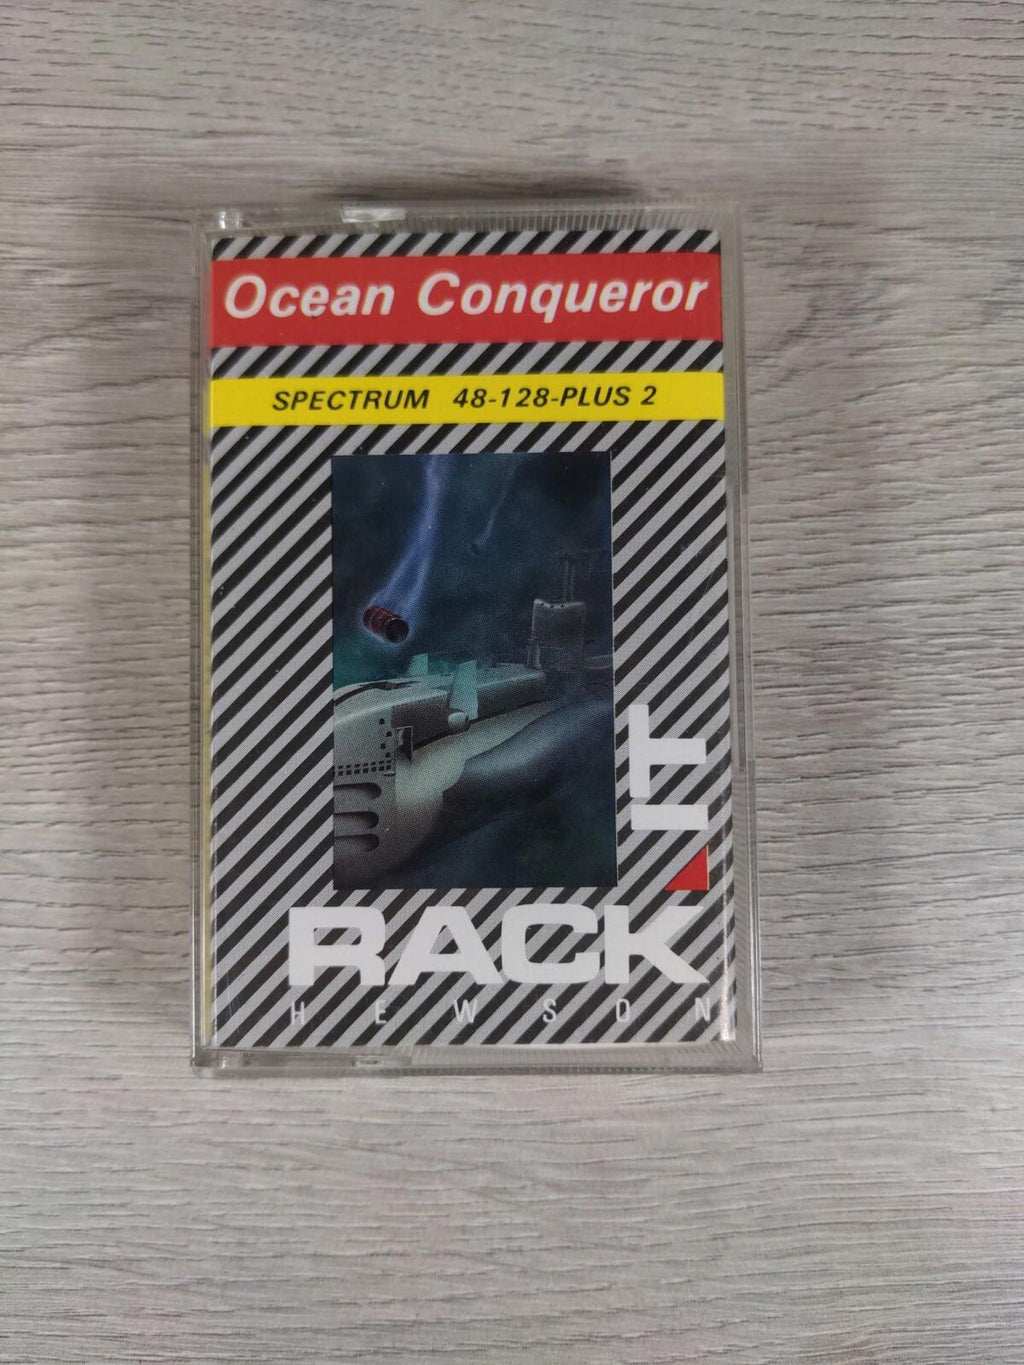 Ocean Conqueror
SPECTRUM 48-128-PLUS 2
IT
RACK
HEWSON